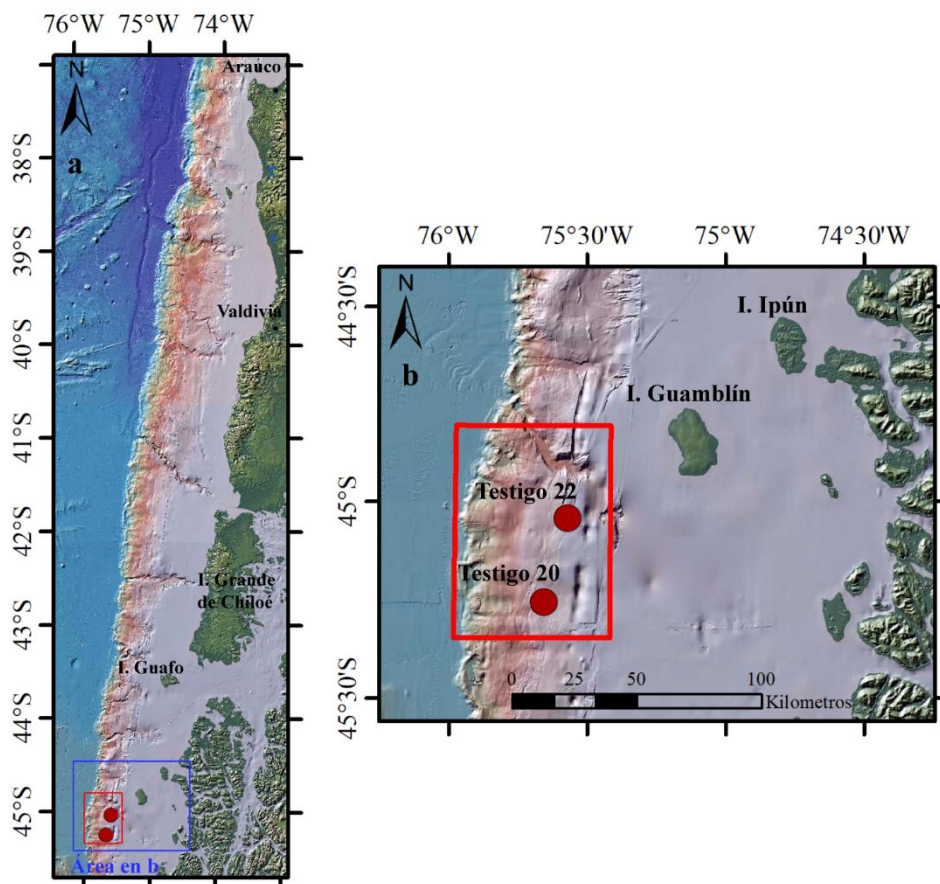 76°W 75°W 74°W
Arauco
N
a
38°S
39°S
Valdivia
40°S
41°S
42°S
I. Grande
de Chiloé
43°S
I. Guafo
44°S
45°S
Área en b
76°W 75°30'W 75°W 74°30'W
44°30'S
N
b
I. Ipún
I. Guamblín
45°S
Testigo 22
Testigo 20
45°30'S
0 25 50 100
Kilometros